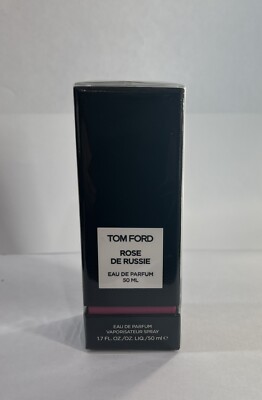 TOM FORD
ROSE
DE RUSSIE
EAU DE PARFUM
50 ML
EAU DE PARFUM
VAPORISATEUR SPRAY
1.7 FL.OZ./OZ. LIQ./50 ml ℮